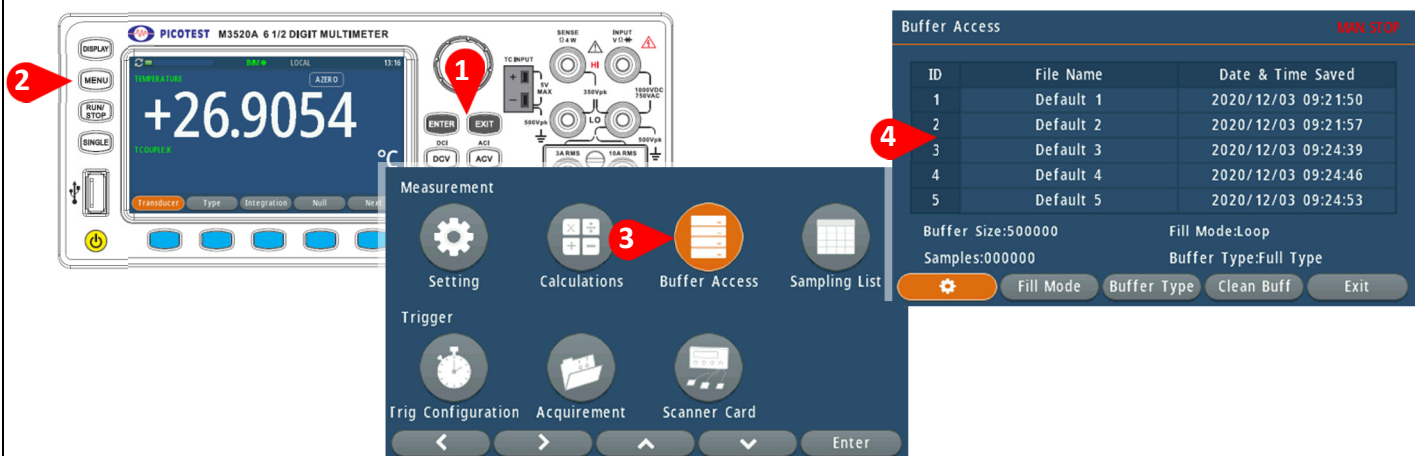 PICOTEST M3520A 6 1/2 DIGIT MULTIMETER
DISPLAY
MENU
RUN/
STOP
SINGLE
LOCAL
13:16
TEMPERATURE
AZERO
+26.9054
TCOUPLE:K
°C
Transducer
Type
Integration
Null
Next
ENTER
EXIT
DCI
ACI
DCV
ACV
TC INPUT
+
-
5V
MAX
500Vpk
SENSE
Ω 4 W
INPUT
HI
350Vpk
1000VDC
750VAC
LO
500Vpk
3A RMS
10A RMS
1
2
3
4
Measurement
Setting
Calculations
Buffer Access
Sampling List
Trigger
Trig Configuration
Acquirement
Scanner Card
Enter
Buffer Access
MAN STOP
ID File Name Date & Time Saved
1 Default 1 2020/12/03 09:21:50
2 Default 2 2020/12/03 09:21:57
3 Default 3 2020/12/03 09:24:39
4 Default 4 2020/12/03 09:24:46
5 Default 5 2020/12/03 09:24:53
Buffer Size:500000 Fill Mode:Loop
Samples:000000 Buffer Type:Full Type
Fill Mode
Buffer Type
Clean Buff
Exit